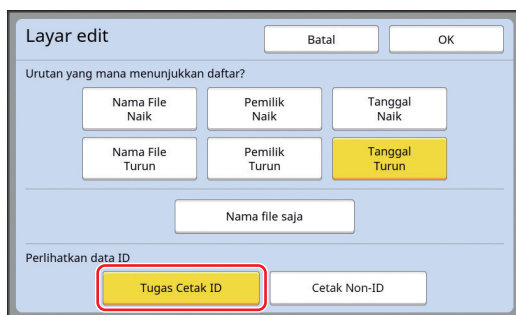 Layar edit
Batal
OK
Urutan yang mana menunjukkan daftar?
Nama File
Naik
Pemilik
Naik
Tanggal
Naik
Nama File
Turun
Pemilik
Turun
Tanggal
Turun
Nama file saja
Perlihatkan data ID
Tugas Cetak ID
Cetak Non-ID